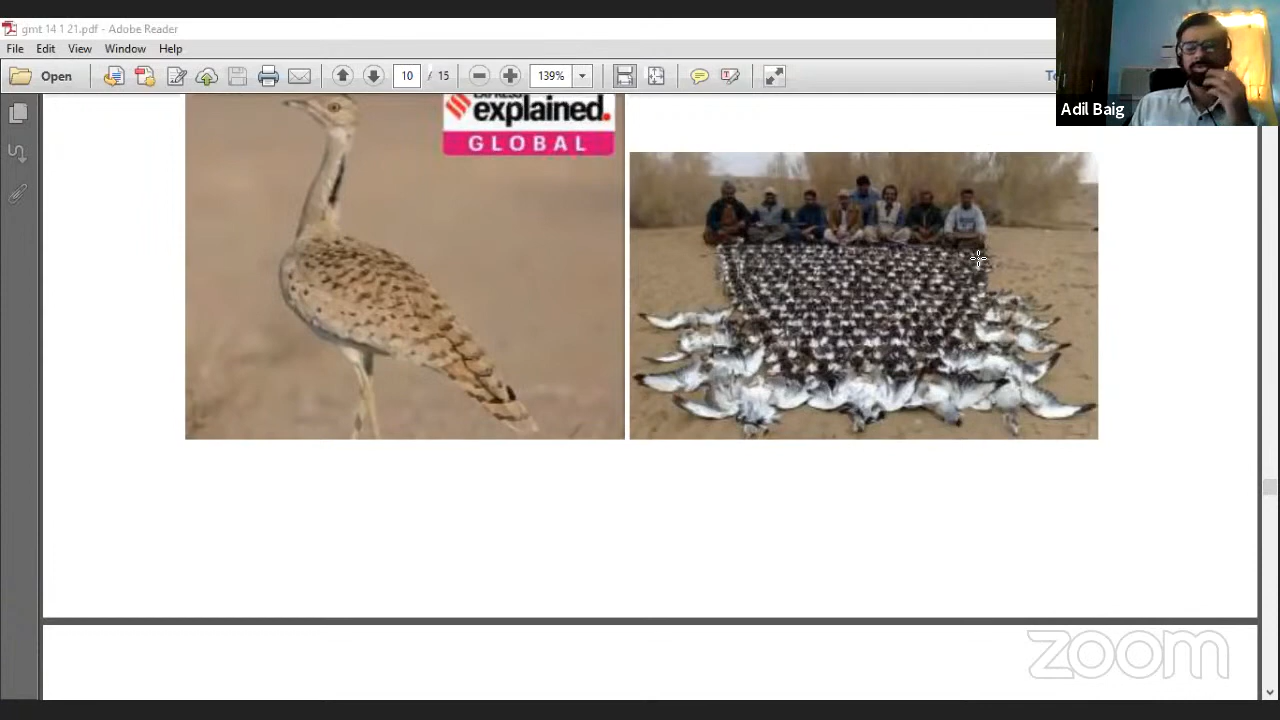 gmt 14 1 21.pdf - Adobe Reader
File Edit View Window Help
Open 10 / 15 139%
Adil Baig
explained.
GLOBAL
zoom